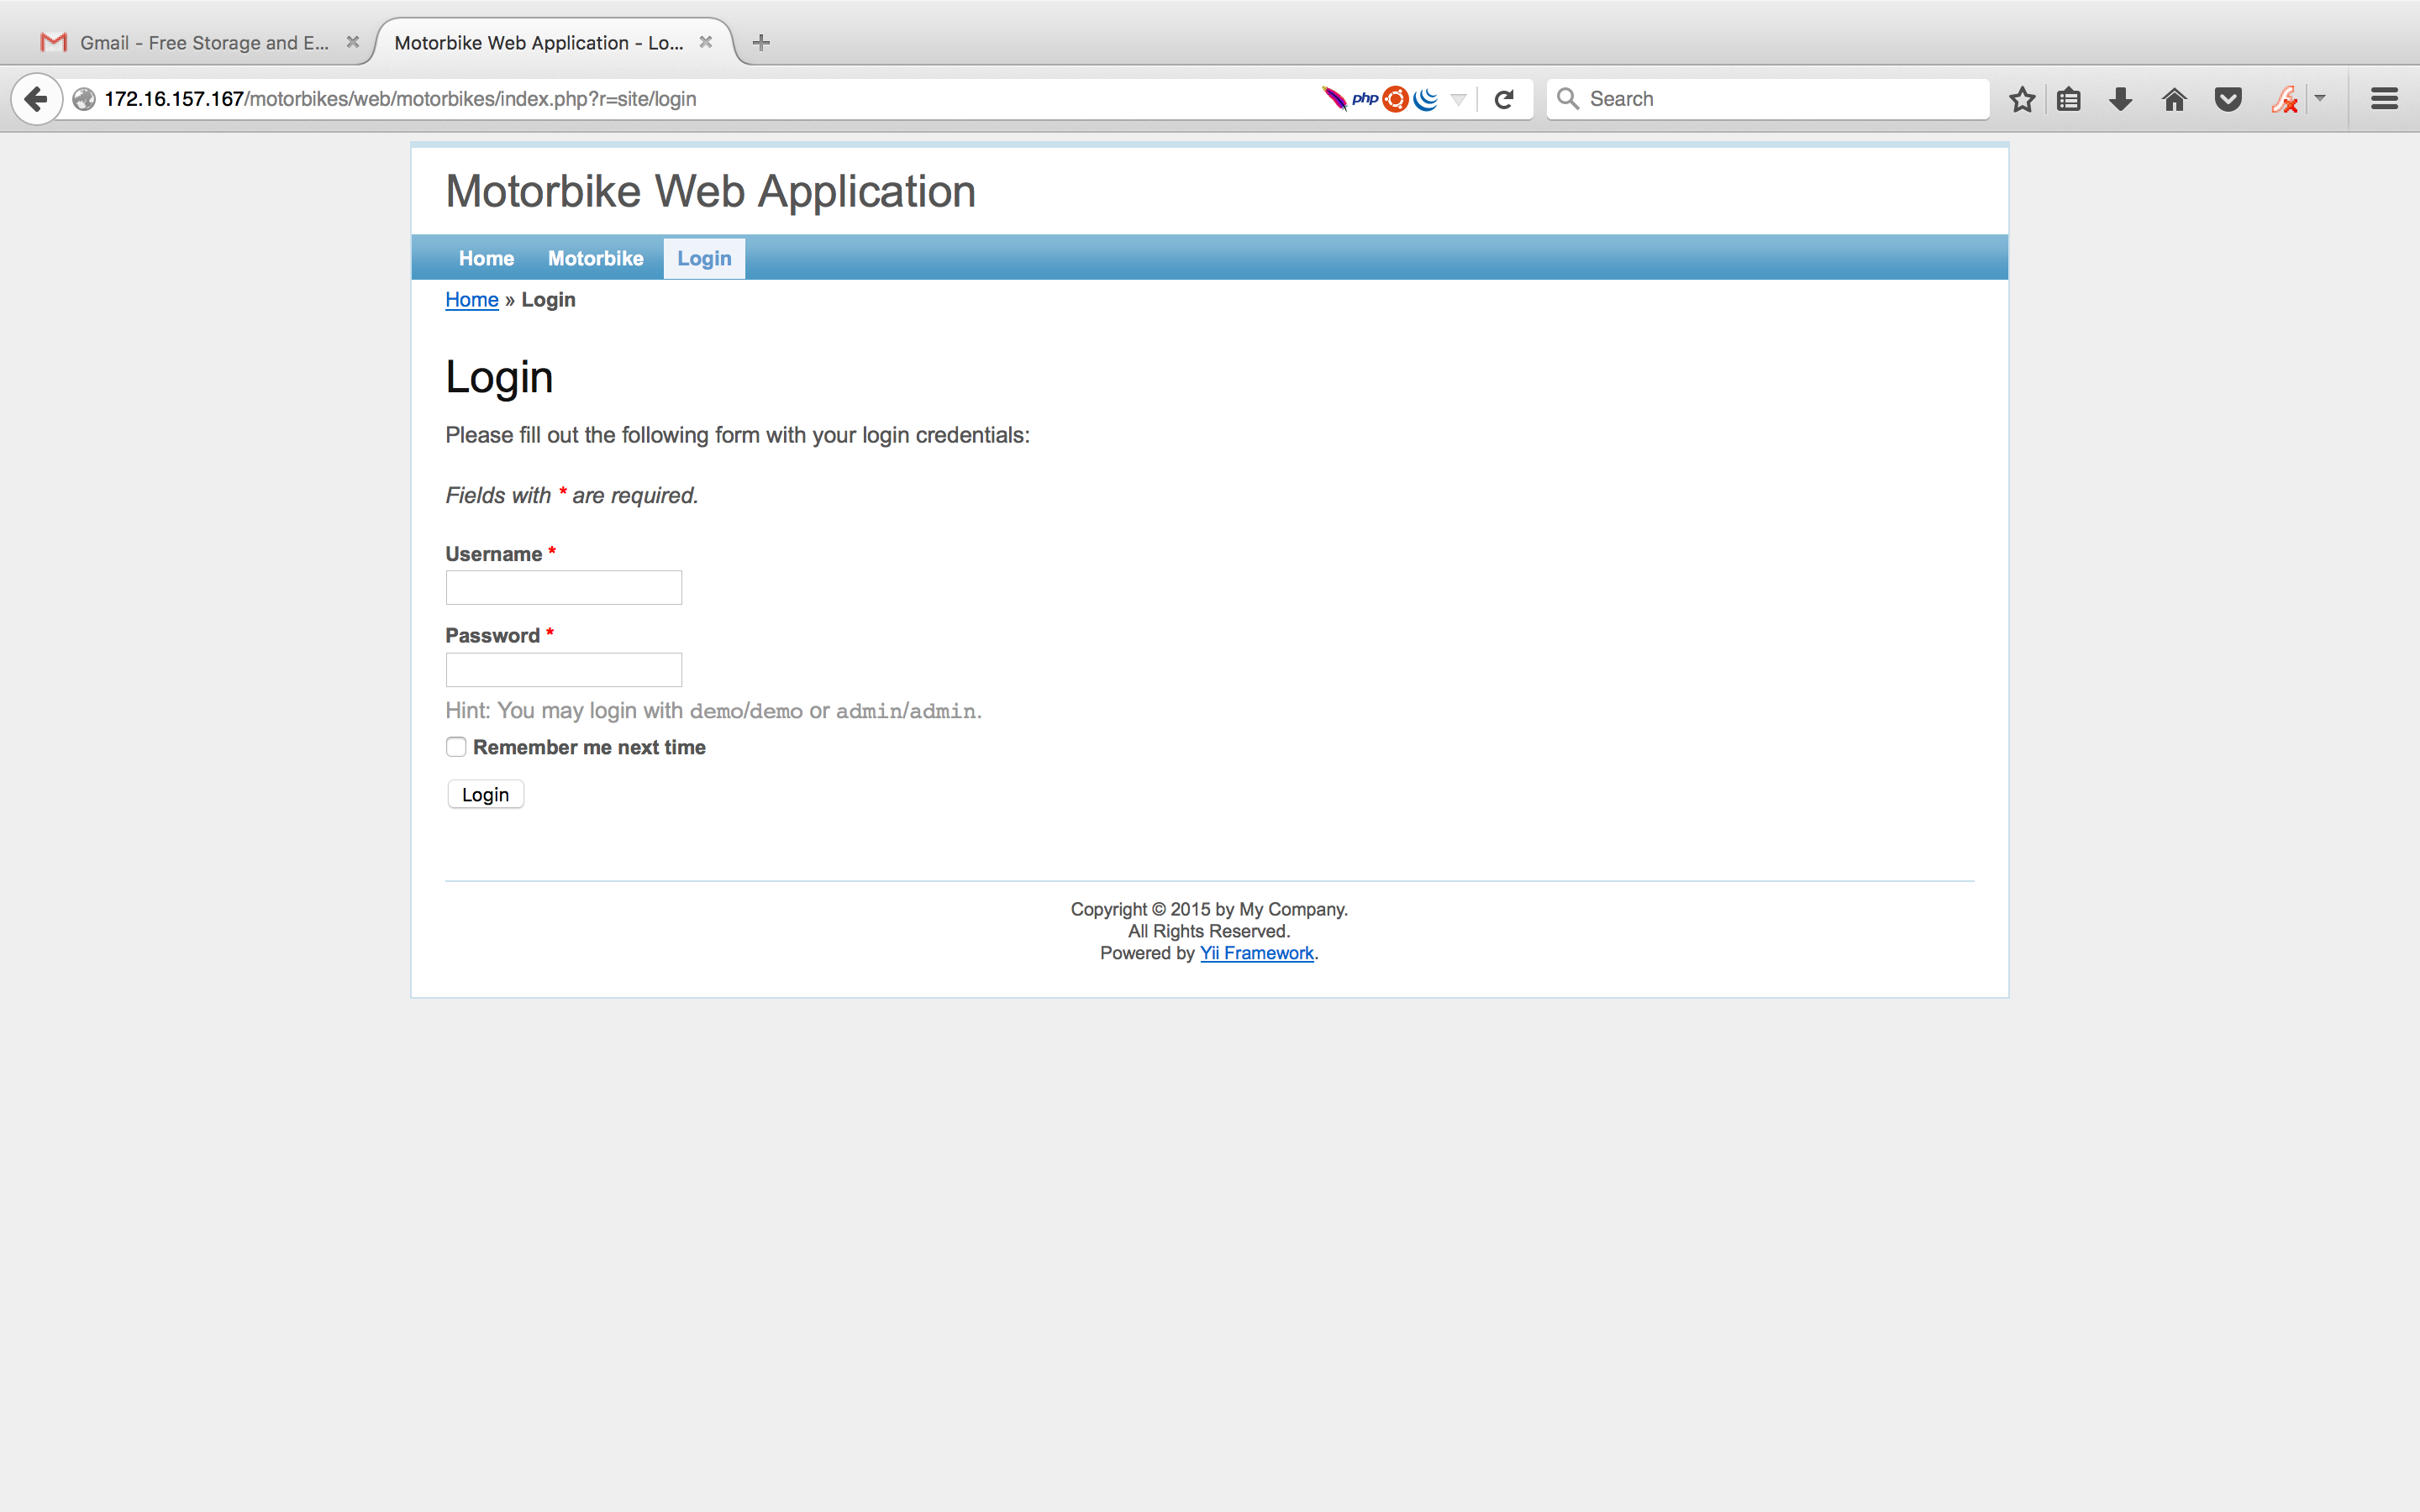 Gmail - Free Storage and E...
Motorbike Web Application - Lo...
172.16.157.167/motorbikes/web/motorbikes/index.php?r=site/login
php
Search
Motorbike Web Application
Home Motorbike Login
Home » Login
Login
Please fill out the following form with your login credentials:
Fields with * are required.
Username *
Password *
Hint: You may login with demo/demo or admin/admin.
Remember me next time
Login
Copyright © 2015 by My Company.
All Rights Reserved.
Powered by Yii Framework.